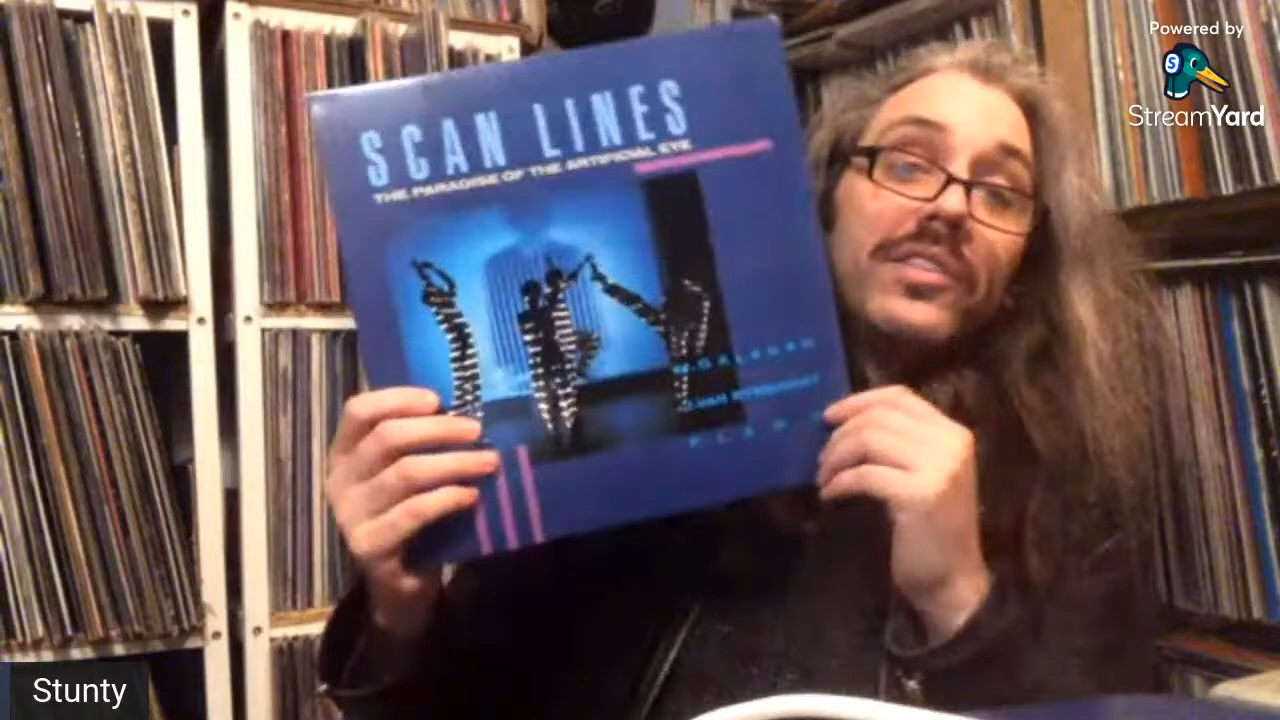 Powered by
S
StreamYard
SCAN LINES
THE PARADISE OF THE ARTIFICIAL EYE
Stunty